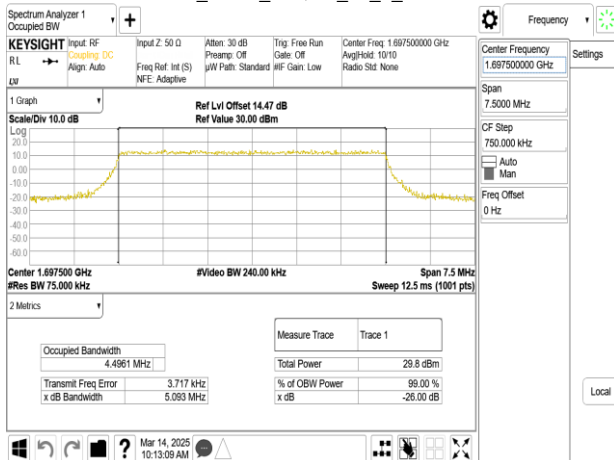 Spectrum Analyzer 1
Occupied BW
+
Frequency
KEYSIGHT Input: RF
RL
Coupling: DC
Align: Auto
LXI
Input Z: 50 Ω
Freq Ref: Int (S)
NFE: Adaptive
Atten: 30 dB
Preamp: Off
µW Path: Standard
Trig: Free Run
Gate: Off
#IF Gain: Low
Center Freq: 1.697500000 GHz
Avg|Hold: 10/10
Radio Std: None
Center Frequency
1.697500000 GHz
Settings
Span
7.5000 MHz
CF Step
750.000 kHz
Auto
Man
Freq Offset
0 Hz
Local
1 Graph
Scale/Div 10.0 dB
Ref Lvl Offset 14.47 dB
Ref Value 30.00 dBm
Log
20.0
10.0
0.00
-10.0
-20.0
-30.0
-40.0
-50.0
-60.0
Center 1.697500 GHz
#Video BW 240.00 kHz
Span 7.5 MHz
#Res BW 75.000 kHz
Sweep 12.5 ms (1001 pts)
2 Metrics
Measure Trace Trace 1
Occupied Bandwidth
4.4961 MHz
Total Power 29.8 dBm
Transmit Freq Error 3.717 kHz
% of OBW Power 99.00 %
x dB Bandwidth 5.093 MHz
x dB -26.00 dB
?
Mar 14, 2025
10:13:09 AM